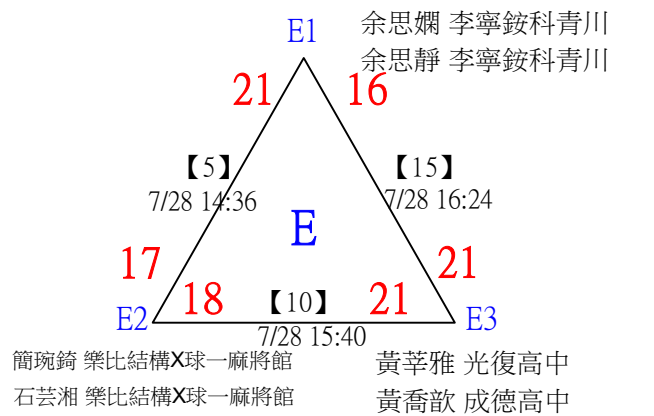 E1
余思嫻 李寧銨科青川
余思靜 李寧銨科青川
21
16
【5】
7/28 14:36
【15】
7/28 16:24
E
17
21
18
【10】
21
E2
7/28 15:40
E3
簡琬錡 樂比結構X球一麻將館
石芸湘 樂比結構X球一麻將館
黃莘雅 光復高中
黃喬歆 成德高中